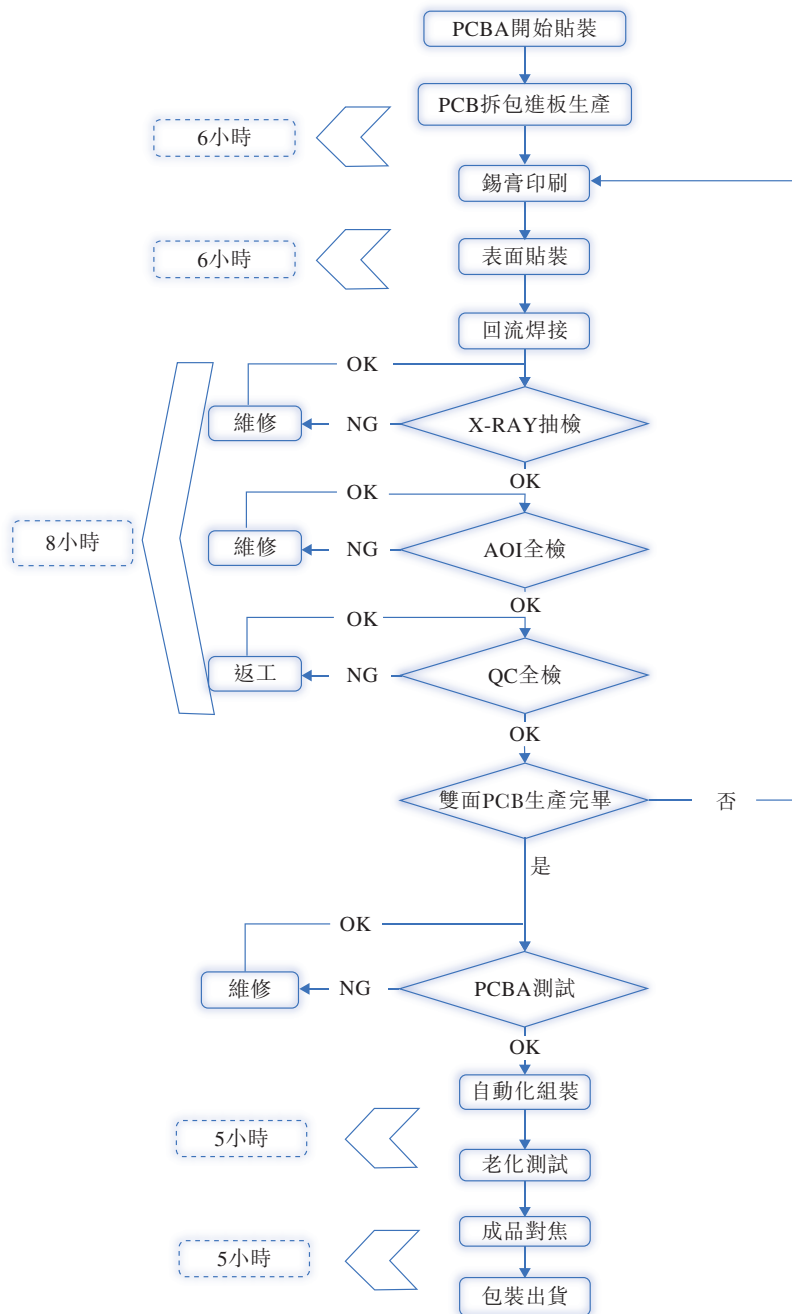 PCBA開始貼裝
PCB拆包進板生產
6小時
錫膏印刷
6小時
表面貼裝
回流焊接
OK
維修
NG
X-RAY抽檢
OK
OK
8小時
維修
NG
AOI全檢
OK
OK
返工
NG
QC全檢
OK
雙面PCB生產完畢
否
是
OK
維修
NG
PCBA測試
OK
自動化組裝
5小時
老化測試
成品對焦
5小時
包裝出貨